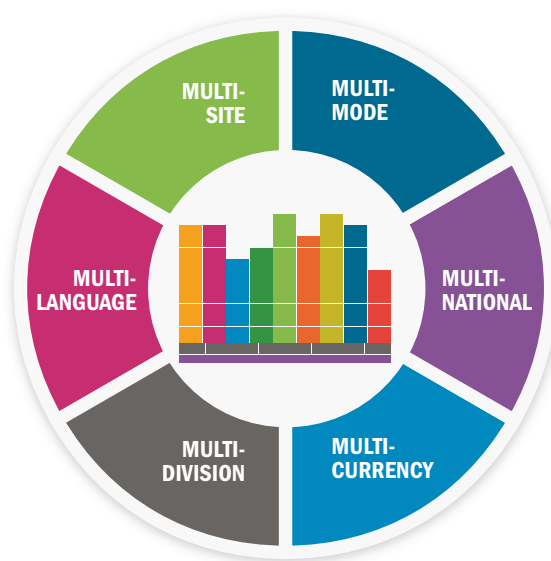 MULTI-
SITE
MULTI-
MODE
MULTI-
LANGUAGE
MULTI-
NATIONAL
MULTI-
DIVISION
MULTI-
CURRENCY